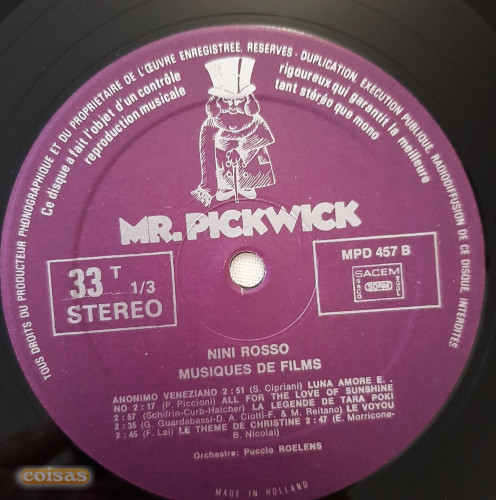 TOUS DROITS DU PRODUCTEUR PHONOGRAPHIQUE ET DU PROPRIETAIRE DE L'ŒUVRE ENREGISTREE, RESERVES - DUPLICATION, EXECUTION PUBLIQUE, RADIODIFFUSION DE CE DISQUE, INTERDITES
Ce disque a fait l'objet d'un contrôle
rigoureux qui garantit la meilleure
reproduction musicale
tant stéréo que mono
MR. PICKWICK
33 T 1/3
STEREO
MPD 457 B
SACEM
NINI ROSSO
MUSIQUES DE FILMS
ANONIMO VENEZIANO 2 : 51 (S. Cipriani) LUNA AMORE E. .
NO 2 : 17 (P. Piccioni) ALL FOR THE LOVE OF SUNSHINE
2 : 57 (Schifrin-Curb-Hatcher) LA LEGENDE DE TARA POKI
2 : 35 (G. Guardabassi-D. A. Ciotti-F. & M. Reitano) LE VOYOU
2 : 45 (F. Lai) LE THEME DE CHRISTINE 2 : 47 (E. Morricone-
B. Nicolai)
Orchestre: Puccio ROELENS
MADE IN HOLLAND
coisas